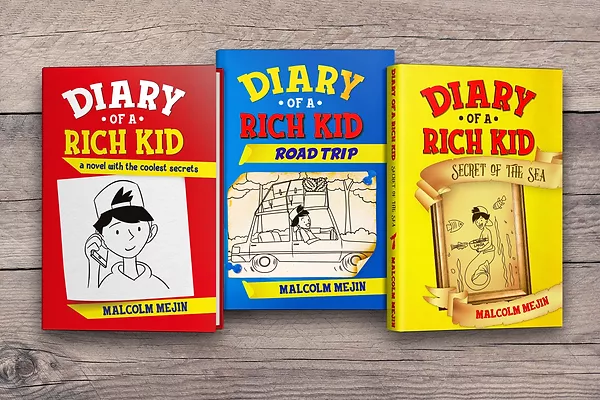 DIARY
• OF A •
RICH KID
a novel with the coolest secrets
MALCOLM MEJIN
DIARY
• OF A •
RICH KID
ROAD TRIP
MALCOLM MEJIN
DIARY OF A RICH KID SECRET OF THE SEA MALCOLM MEJIN
DIARY
• OF A •
RICH KID
SECRET OF THE SEA
MALCOLM MEJIN